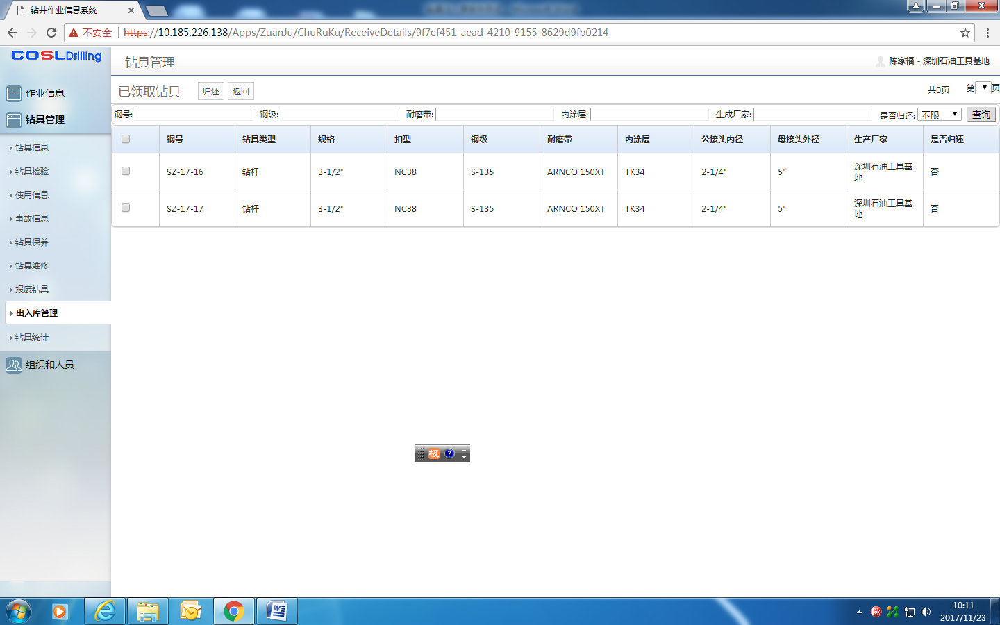 钻井作业信息系统
不安全 https://10.185.226.138/Apps/ZuanJu/ChuRuKu/ReceiveDetails/9f7ef451-aead-4210-9155-8629d9fb0214
COSL Drilling
钻具管理
陈家福 - 深圳石油工具基地
作业信息
钻具管理
钻具信息
钻具检验
使用信息
事故信息
钻具保养
钻具维修
报废钻具
出入库管理
钻具统计
组织和人员
已领取钻具 归还 返回 共0页 第 页
钢号: 钢级: 耐磨带: 内涂层: 生成厂家: 是否归还: 不限 查询
钢号 钻具类型 规格 扣型 钢级 耐磨带 内涂层 公接头内径 母接头外径 生产厂家 是否归还
SZ-17-16 钻杆 3-1/2" NC38 S-135 ARNCO 150XT TK34 2-1/4" 5" 深圳石油工具基地 否
SZ-17-17 钻杆 3-1/2" NC38 S-135 ARNCO 150XT TK34 2-1/4" 5" 深圳石油工具基地 否
极
10:11
2017/11/23